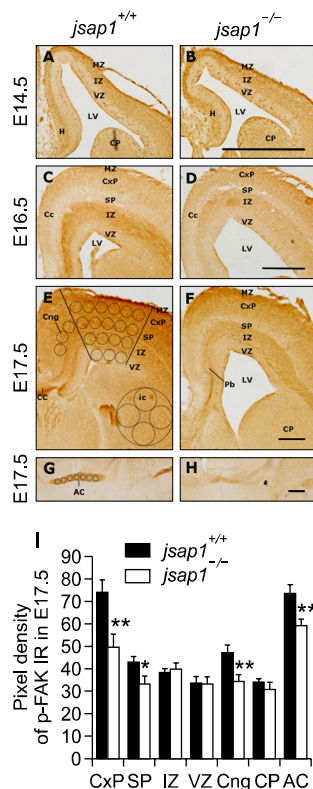 jsap1+/+ jsap1−/−
E14.5
A MZ IZ VZ LV H CP
B MZ IZ VZ LV H CP
E16.5
C MZ CxP SP IZ VZ LV Cc
D MZ CxP SP IZ VZ LV Cc
E17.5
E MZ CxP SP IZ VZ Cng CC ic
F MZ CxP SP IZ VZ LV Pb CP
E17.5
G AC
H
I
jsap1+/+
jsap1−/−
Pixel density
of p-FAK IR in E17.5
90
80
70
60
50
40
30
20
10
0
** * ** **
CxP SP IZ VZ Cng CP AC